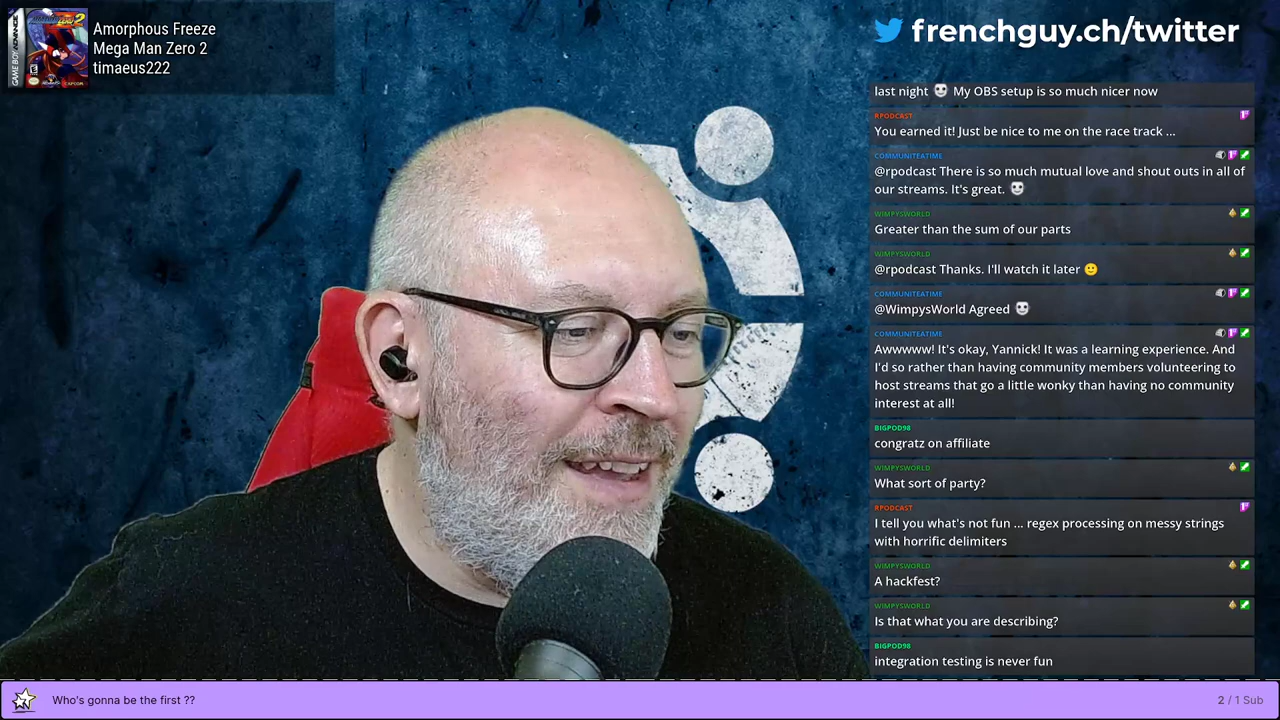 Amorphous Freeze
Mega Man Zero 2
timaeus222
frenchguy.ch/twitter
last night My OBS setup is so much nicer now
RPODCAST
You earned it! Just be nice to me on the race track ...
COMMUNITEATIME
@rpodcast There is so much mutual love and shout outs in all of
our streams. It's great.
WIMPYSWORLD
Greater than the sum of our parts
WIMPYSWORLD
@rpodcast Thanks. I'll watch it later 🙂
COMMUNITEATIME
@WimpysWorld Agreed
COMMUNITEATIME
Awwwww! It's okay, Yannick! It was a learning experience. And
I'd so rather than having community members volunteering to
host streams that go a little wonky than having no community
interest at all!
BIGPOD98
congratz on affiliate
WIMPYSWORLD
What sort of party?
RPODCAST
I tell you what's not fun ... regex processing on messy strings
with horrific delimiters
WIMPYSWORLD
A hackfest?
WIMPYSWORLD
Is that what you are describing?
BIGPOD98
integration testing is never fun
Who's gonna be the first ??
2 / 1 Sub